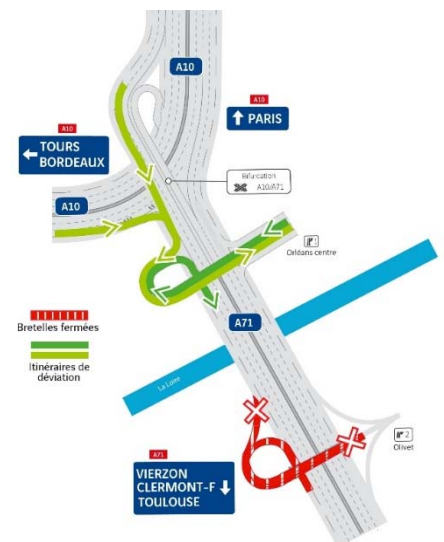 A10
A10
↑ PARIS
A10
← TOURS
BORDEAUX
Bifurcation
A10/A71
A10
1
Orléans centre
A71
Bretelles fermées
Itinéraires de
déviation
La Loire
A71
VIERZON
CLERMONT-F ↓
TOULOUSE
2
Olivet